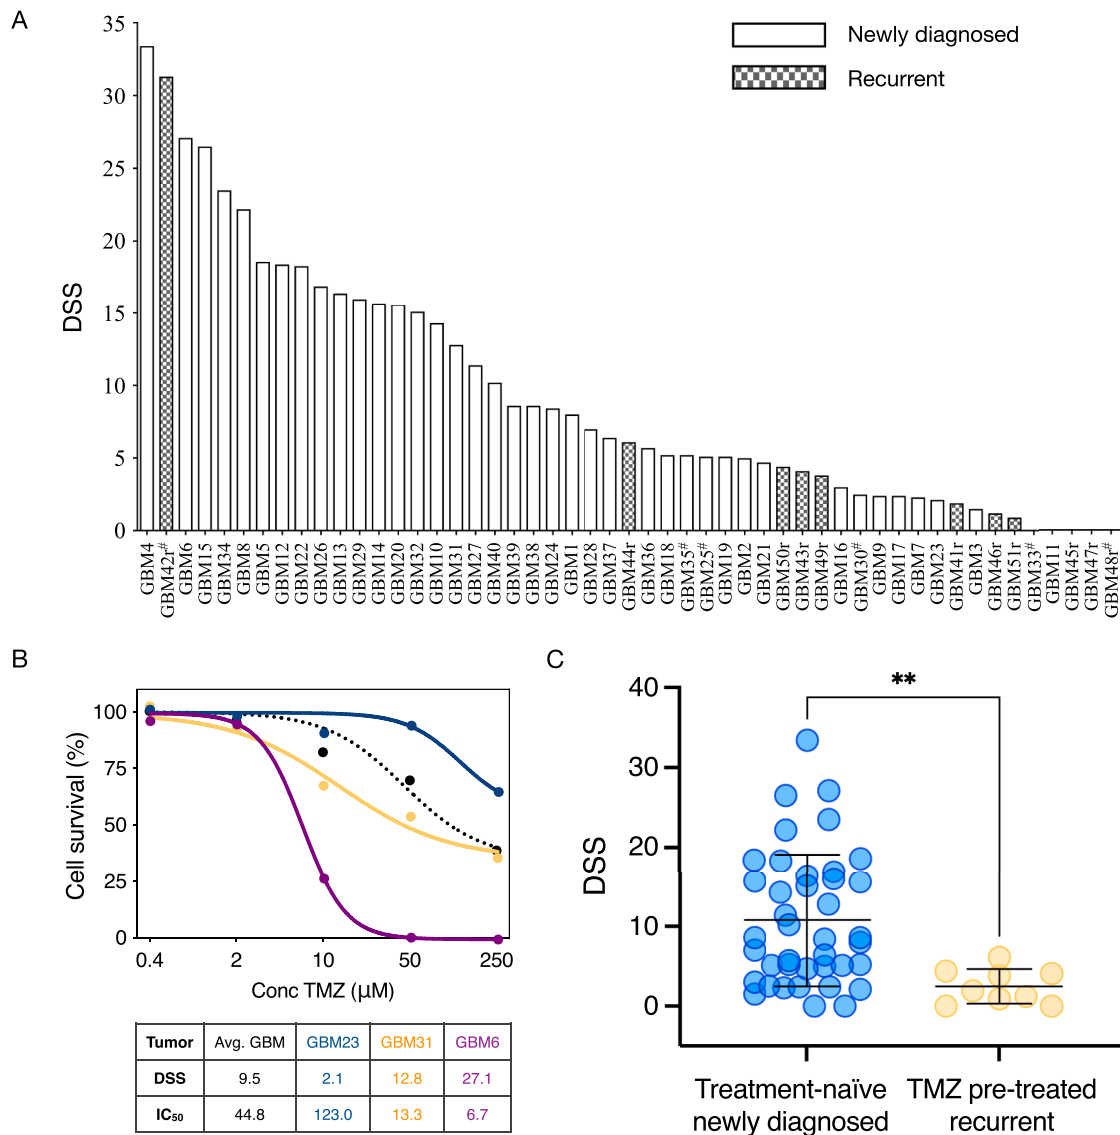 A
Newly diagnosed
Recurrent
DSS
35
30
25
20
15
10
5
0
GBM4
GBM42r#
GBM6
GBM15
GBM34
GBM8
GBM5
GBM12
GBM22
GBM26
GBM13
GBM29
GBM14
GBM20
GBM32
GBM10
GBM31
GBM27
GBM40
GBM39
GBM38
GBM24
GBM1
GBM28
GBM37
GBM44r
GBM36
GBM18
GBM35#
GBM25#
GBM19
GBM2
GBM21
GBM50r
GBM43r
GBM49r
GBM16
GBM30#
GBM9
GBM17
GBM7
GBM23
GBM41r
GBM3
GBM46r
GBM51r
GBM33#
GBM11
GBM45r
GBM47r
GBM48r#
B
Cell survival (%)
100
75
50
25
0
0.4 2 10 50 250
Conc TMZ (μM)
Tumor Avg. GBM GBM23 GBM31 GBM6
DSS 9.5 2.1 12.8 27.1
IC₅₀ 44.8 123.0 13.3 6.7
C
**
DSS
40
30
20
10
0
Treatment-naïve
newly diagnosed
TMZ pre-treated
recurrent